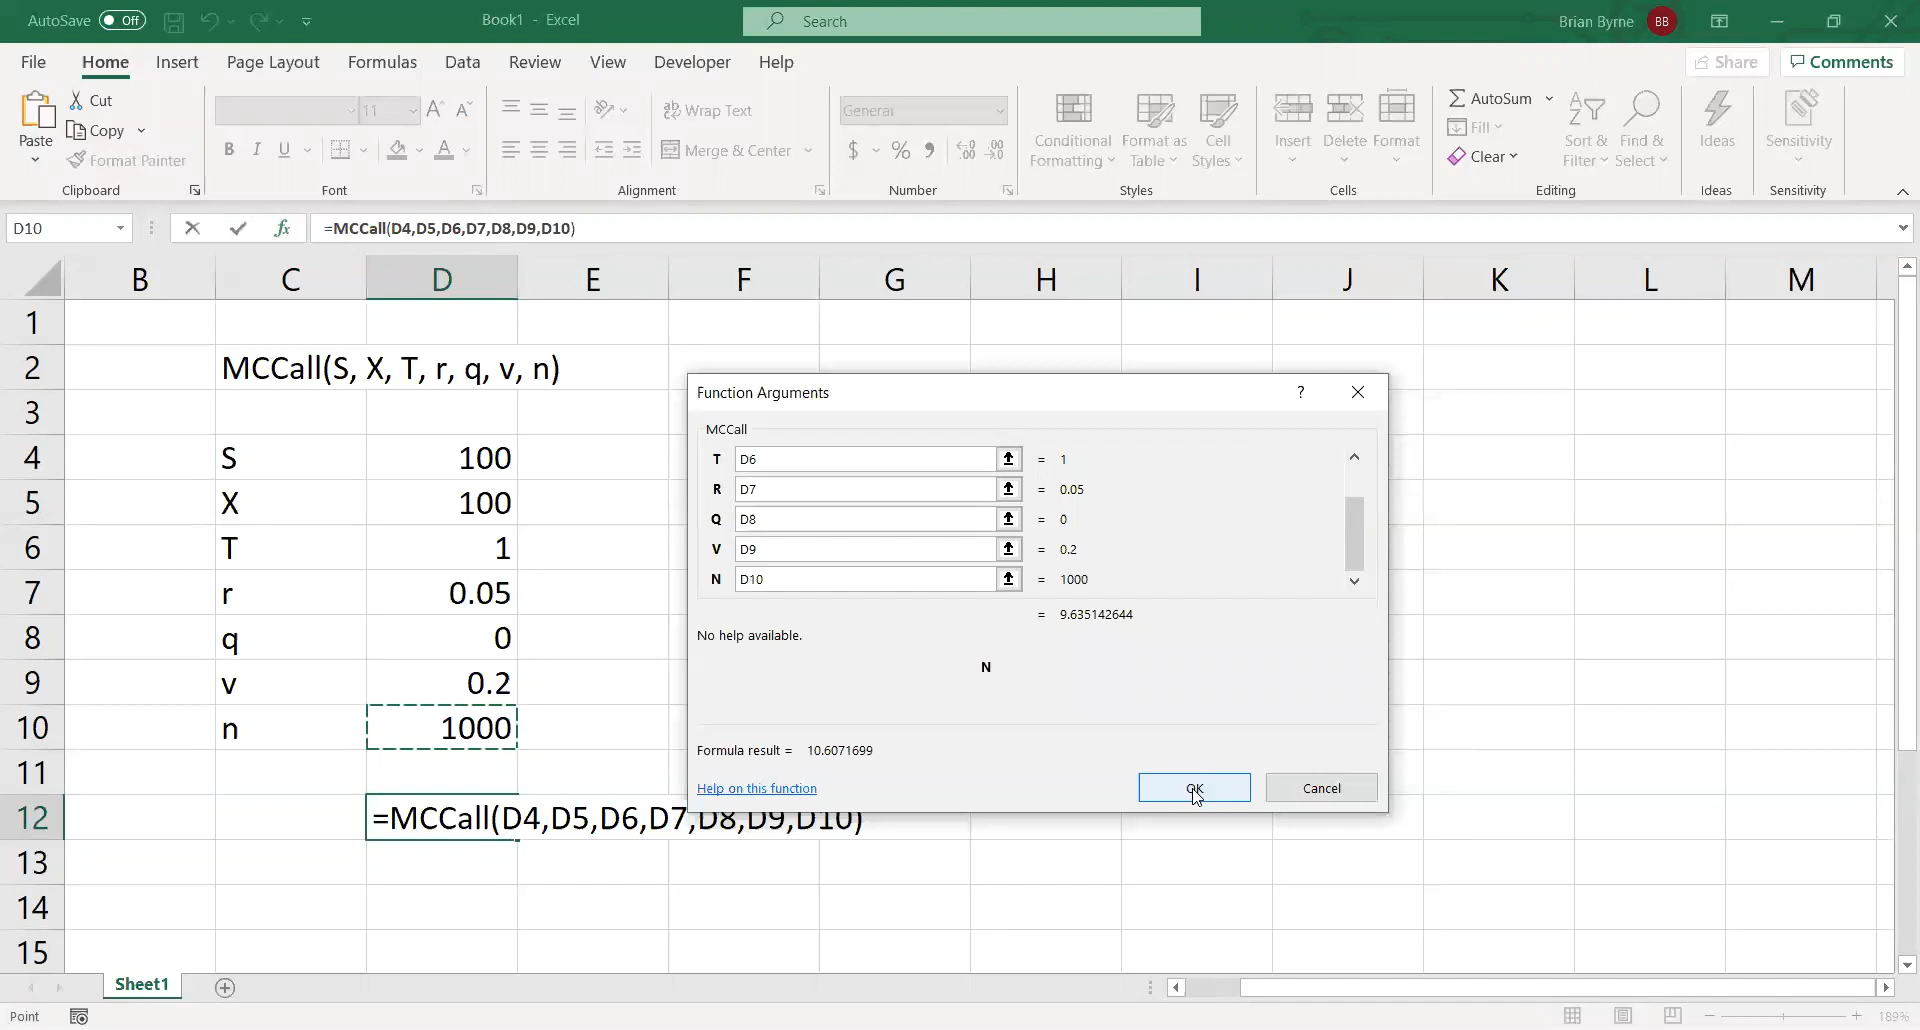 AutoSave Off Book1 - Excel Search Brian Byrne BB
File Home Insert Page Layout Formulas Data Review View Developer Help Share Comments
Paste
Cut
Copy
Format Painter
Clipboard
11
B I U
Font
Wrap Text
Merge & Center
Alignment
General
$ % 9
Number
Conditional Formatting
Format as Table
Cell Styles
Styles
Insert Delete Format
Cells
AutoSum
Fill
Clear
Sort & Filter
Find & Select
Editing
Ideas
Ideas
Sensitivity
Sensitivity
D10 fx =MCCall(D4,D5,D6,D7,D8,D9,D10)
B C D E F G H I J K L M
1
2 MCCall(S, X, T, r, q, v, n)
3
4 S 100
5 X 100
6 T 1
7 r 0.05
8 q 0
9 v 0.2
10 n 1000
11
12 =MCCall(D4,D5,D6,D7,D8,D9,D10)
13
14
15
Function Arguments ?
MCCall
T D6 = 1
R D7 = 0.05
Q D8 = 0
V D9 = 0.2
N D10 = 1000
= 9.635142644
No help available.
N
Formula result = 10.6071699
Help on this function OK Cancel
Sheet1
Point 189%